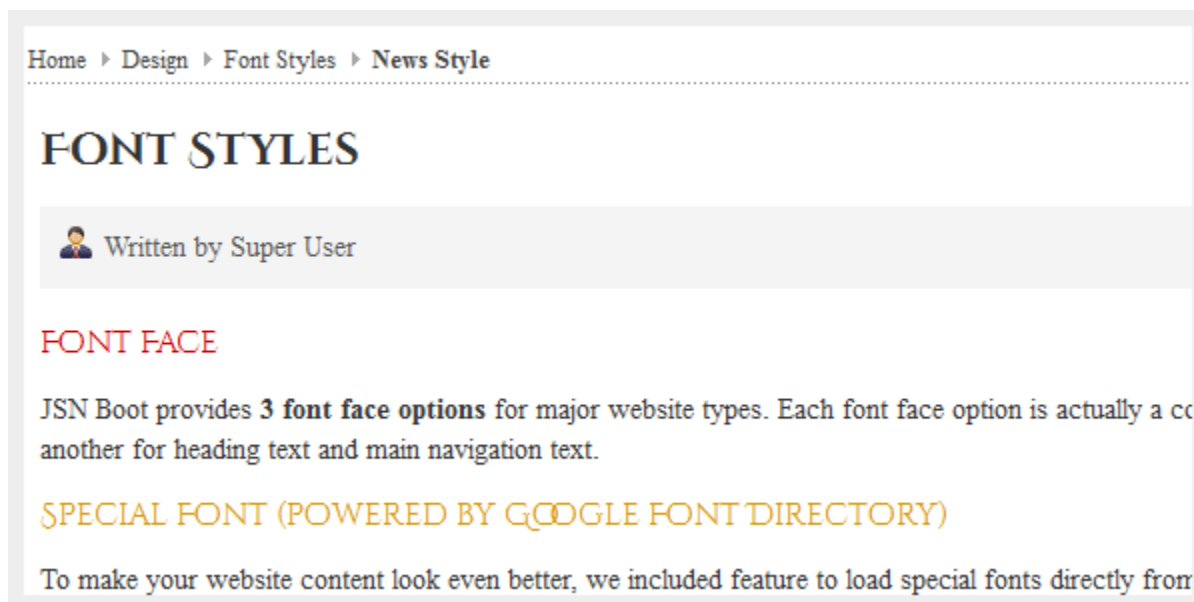 Home Design Font Styles News Style
Font Styles
Written by Super User
Font Face
JSN Boot provides 3 font face options for major website types. Each font face option is actually a
another for heading text and main navigation text.
Special Font (powered by Google Font Directory)
To make your website content look even better, we included feature to load special fonts directly from